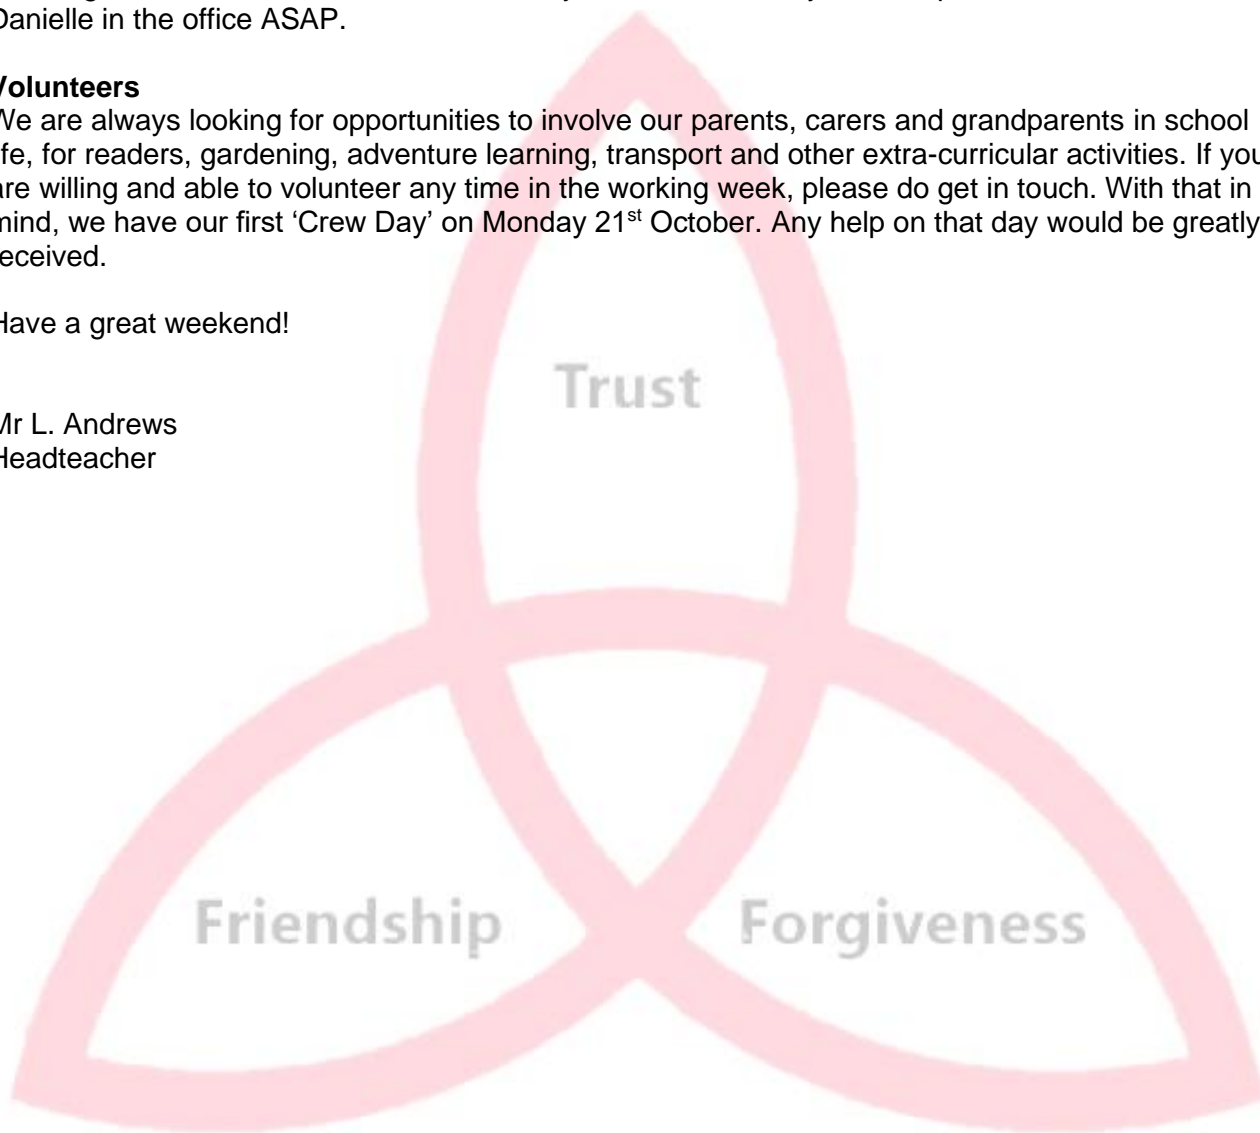 Danielle in the office ASAP.
Volunteers
We are always looking for opportunities to involve our parents, carers and grandparents in school
life, for readers, gardening, adventure learning, transport and other extra-curricular activities. If you
are willing and able to volunteer any time in the working week, please do get in touch. With that in
mind, we have our first ‘Crew Day’ on Monday 21st October. Any help on that day would be greatly
received.
Have a great weekend!
Mr L. Andrews
Headteacher
Trust
Friendship
Forgiveness